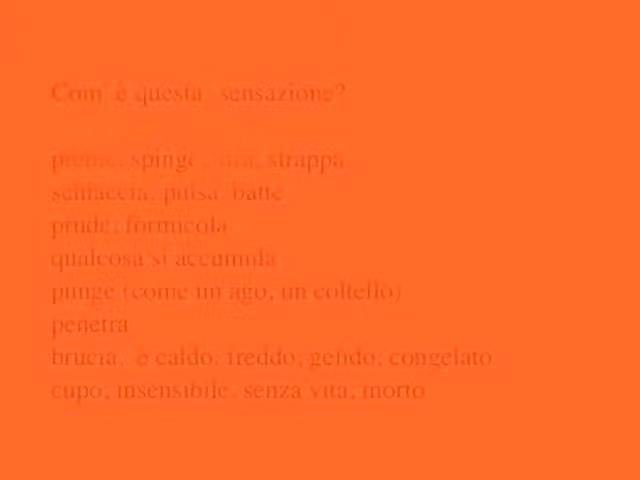 Com' è questa sensazione?
preme, spinge, tira, strappa
schiaccia, pulsa, batte
prude, formicola
qualcosa si accumula
punge (come un ago, un coltello)
penetra
brucia, è caldo, freddo, gelido, congelato
cupo, insensibile, senza vita, morto